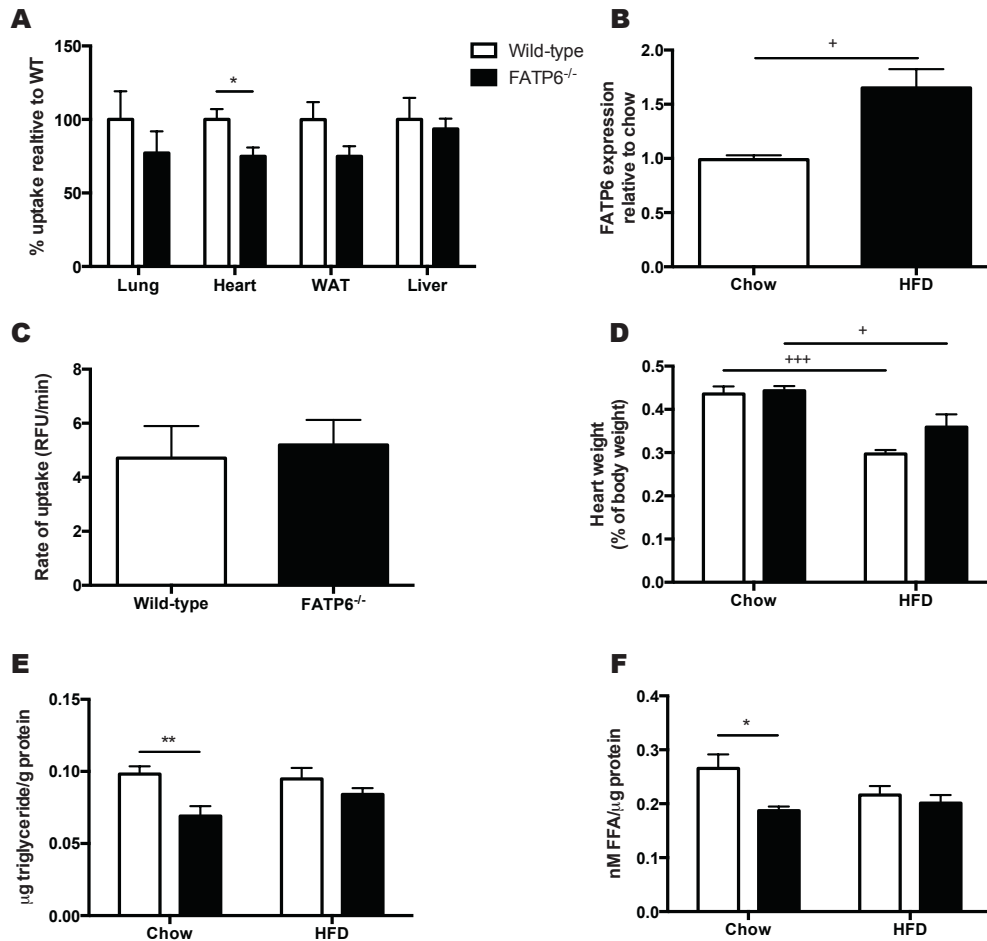 A
% uptake realtive to WT
150
100
50
0
*
Lung Heart WAT Liver
Wild-type
FATP6-/-
B
FATP6 expression
relative to chow
2.0
1.5
1.0
0.5
0.0
+
Chow HFD
C
Rate of uptake (RFU/min)
8
6
4
2
0
Wild-type FATP6-/-
D
Heart weight
(% of body weight)
0.5
0.4
0.3
0.2
0.1
0.0
+
+++
Chow HFD
E
µg triglyceride/g protein
0.15
0.10
0.05
0.00
**
Chow HFD
F
nM FFA/µg protein
0.4
0.3
0.2
0.1
0.0
*
Chow HFD